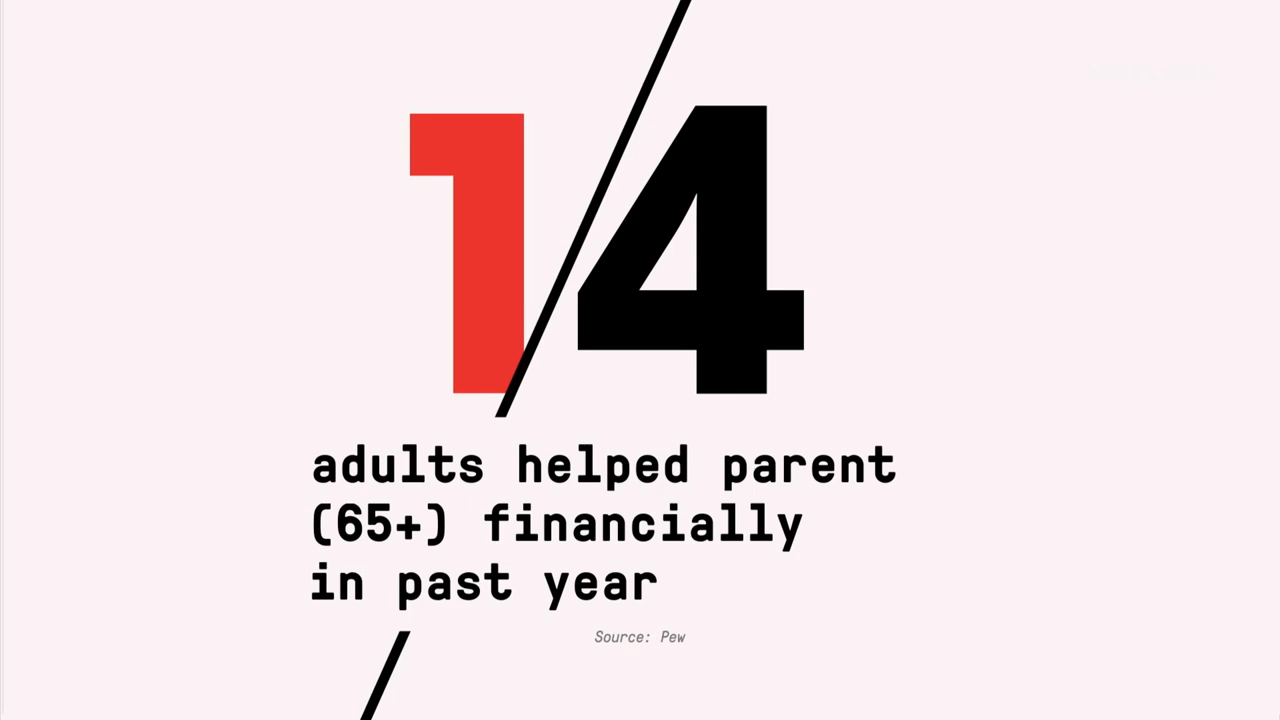 1/4
adults helped parent
(65+) financially
in past year
Source: Pew